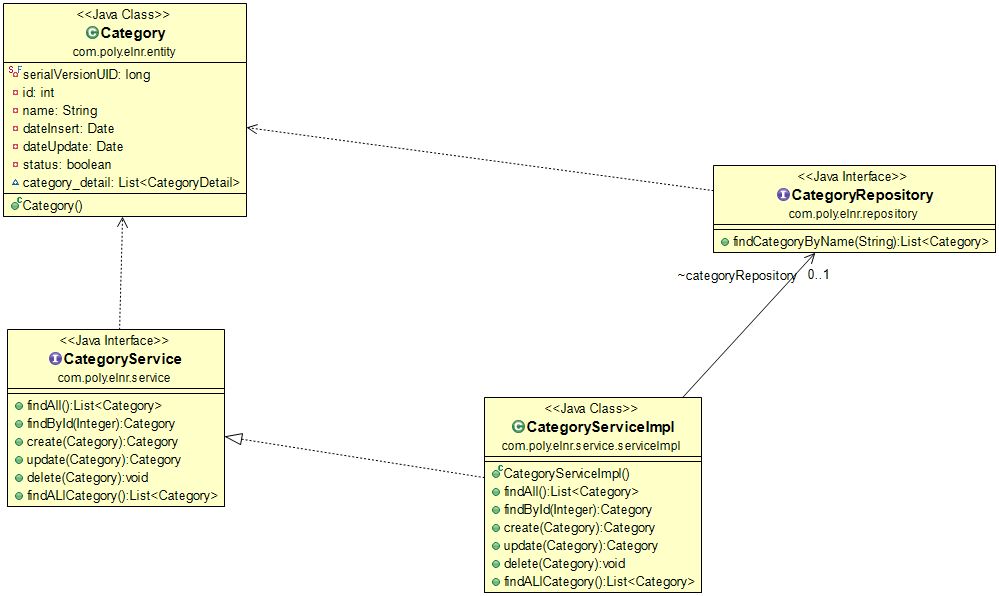 <<Java Class>>
Category
com.poly.elnr.entity
serialVersionUID: long
id: int
name: String
dateInsert: Date
dateUpdate: Date
status: boolean
category_detail: List<CategoryDetail>
Category()
<<Java Interface>>
CategoryRepository
com.poly.elnr.repository
findCategoryByName(String):List<Category>
~categoryRepository 0..1
<<Java Interface>>
CategoryService
com.poly.elnr.service
findAll():List<Category>
findById(Integer):Category
create(Category):Category
update(Category):Category
delete(Category):void
findALlCategory():List<Category>
<<Java Class>>
CategoryServiceImpl
com.poly.elnr.service.serviceImpl
CategoryServiceImpl()
findAll():List<Category>
findById(Integer):Category
create(Category):Category
update(Category):Category
delete(Category):void
findALlCategory():List<Category>